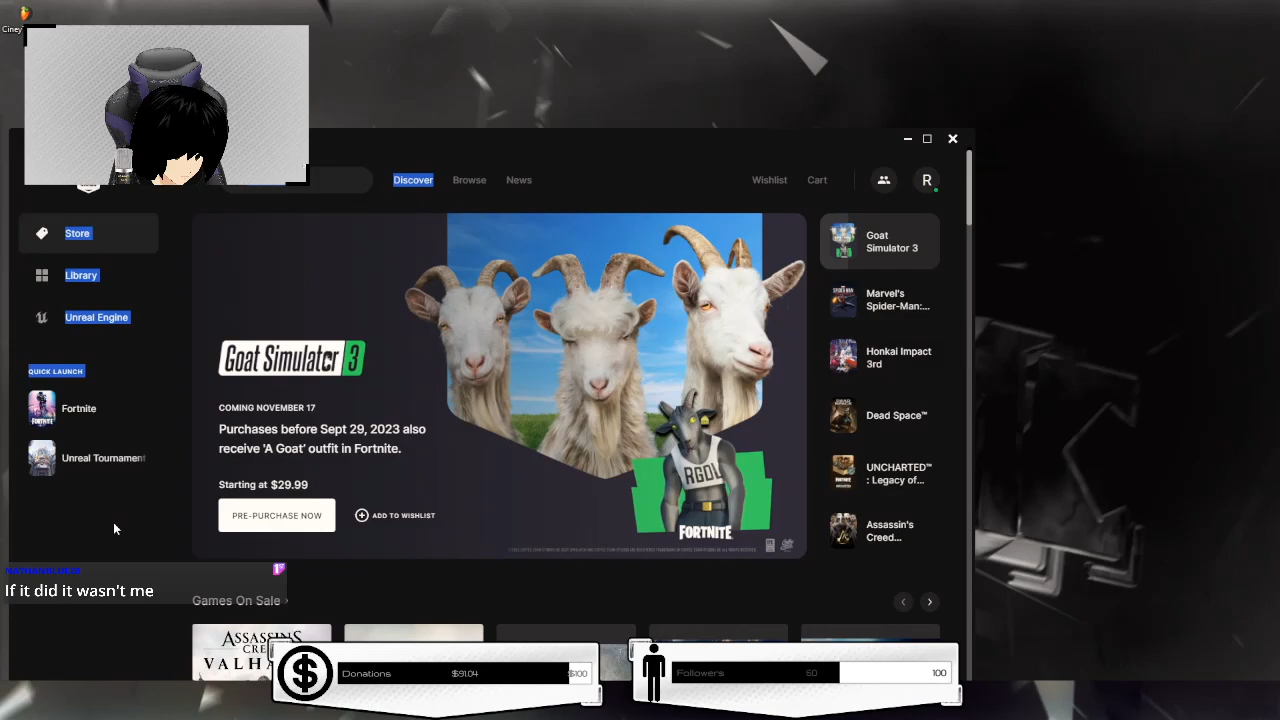 Ciney
Discover
Browse
News
Wishlist
Cart
R
Store
Library
Unreal Engine
QUICK LAUNCH
Fortnite
Unreal Tournament
Goat Simulator 3
COMING NOVEMBER 17
Purchases before Sept 29, 2023 also
receive 'A Goat' outfit in Fortnite.
Starting at $29.99
PRE-PURCHASE NOW
ADD TO WISHLIST
RGDL
FORTNITE
Goat
Simulator 3
Marvel's
Spider-Man:...
Honkai Impact
3rd
Dead Space™
UNCHARTED™
: Legacy of...
Assassin's
Creed...
If it did it wasn't me
Games On Sale
ASSASSIN'S
CREED
VALHA
Donations $91.04 $100
Followers 60 100